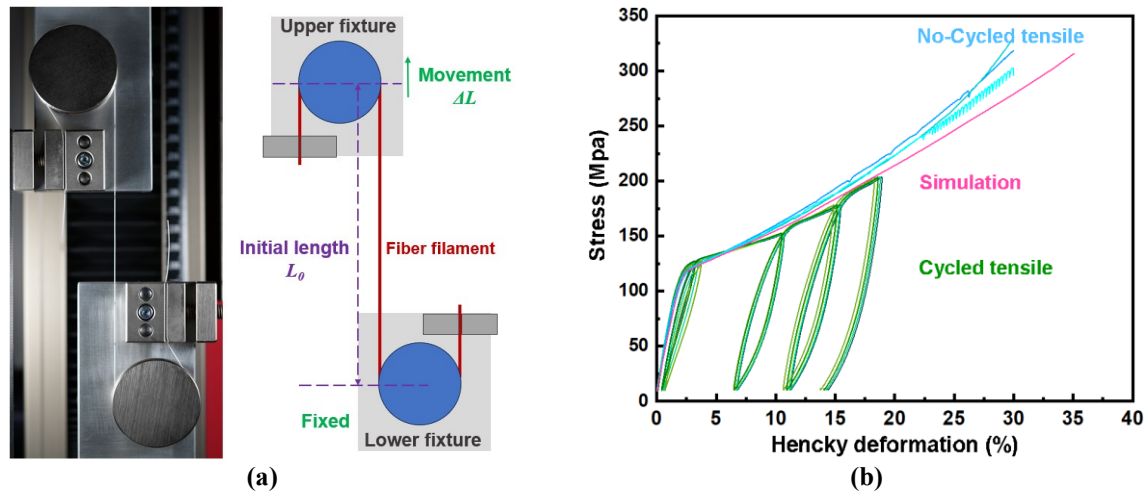 Upper fixture
Movement
ΔL
Initial length
L₀
Fiber filament
Fixed
Lower fixture
(a)
350
300
250
200
150
100
50
0
Stress (Mpa)
No-Cycled tensile
Simulation
Cycled tensile
0 5 10 15 20 25 30 35 40
Hencky deformation (%)
(b)